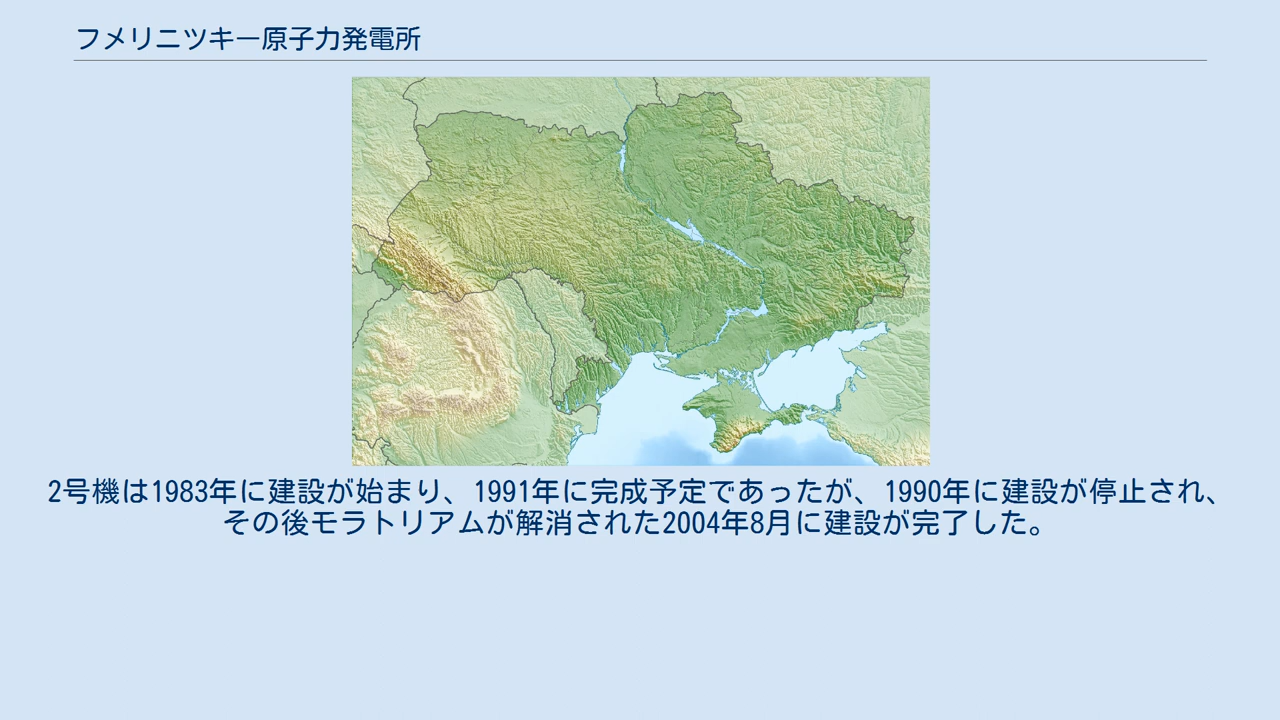 フメリニツキー原子力発電所
2号機は1983年に建設が始まり、1991年に完成予定であったが、1990年に建設が停止され、
その後モラトリアムが解消された2004年8月に建設が完了した。